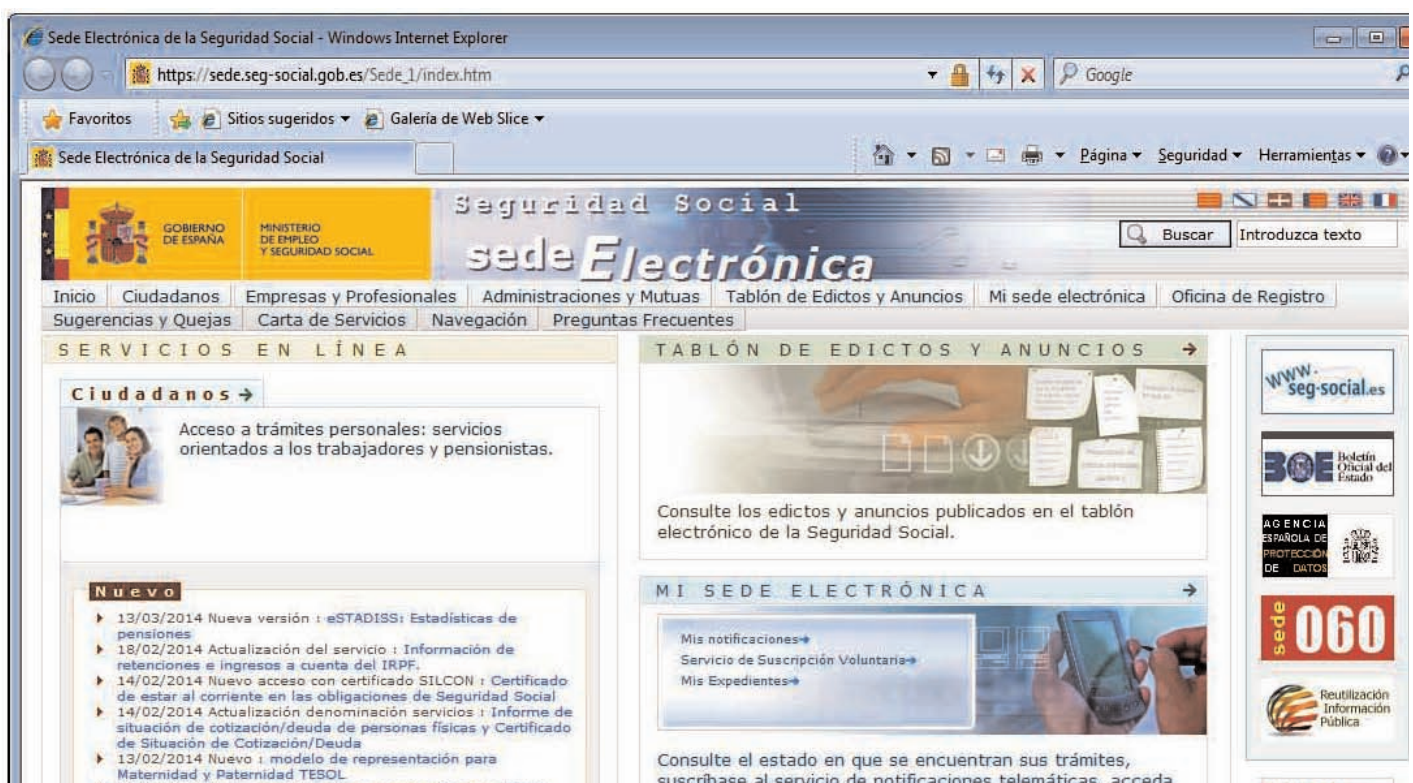 Sede Electrónica de la Seguridad Social - Windows Internet Explorer
https://sede.seg-social.gob.es/Sede_1/index.htm
Google
Favoritos
Sitios sugeridos
Galería de Web Slice
Sede Electrónica de la Seguridad Social
Página
Seguridad
Herramientas
GOBIERNO
DE ESPAÑA
MINISTERIO
DE EMPLEO
Y SEGURIDAD SOCIAL
Seguridad Social
sedeElectrónica
Buscar
Introduzca texto
Inicio Ciudadanos Empresas y Profesionales Administraciones y Mutuas Tablón de Edictos y Anuncios Mi sede electrónica Oficina de Registro
Sugerencias y Quejas Carta de Servicios Navegación Preguntas Frecuentes
SERVICIOS EN LÍNEA
Ciudadanos
Acceso a trámites personales: servicios
orientados a los trabajadores y pensionistas.
Nuevo
13/03/2014 Nueva versión : eSTADISS: Estadísticas de
pensiones
18/02/2014 Actualización del servicio : Información de
retenciones e ingresos a cuenta del IRPF.
14/02/2014 Nuevo acceso con certificado SILCON : Certificado
de estar al corriente en las obligaciones de Seguridad Social
14/02/2014 Actualización denominación servicios : Informe de
situación de cotización/deuda de personas físicas y Certificado
de Situación de Cotización/Deuda
13/02/2014 Nuevo : modelo de representación para
Maternidad y Paternidad TESOL
TABLÓN DE EDICTOS Y ANUNCIOS
Consulte los edictos y anuncios publicados en el tablón
electrónico de la Seguridad Social.
MI SEDE ELECTRÓNICA
Mis notificaciones
Servicio de Suscripción Voluntaria
Mis Expedientes
Consulte el estado en que se encuentran sus trámites,
suscríbase al servicio de notificaciones telemáticas, acceda
www.
seg-social.es
BOE
Boletín
Oficial del
Estado
AGENCIA
ESPAÑOLA DE
PROTECCIÓN
DE DATOS
sede
060
Reutilización
Información
Pública